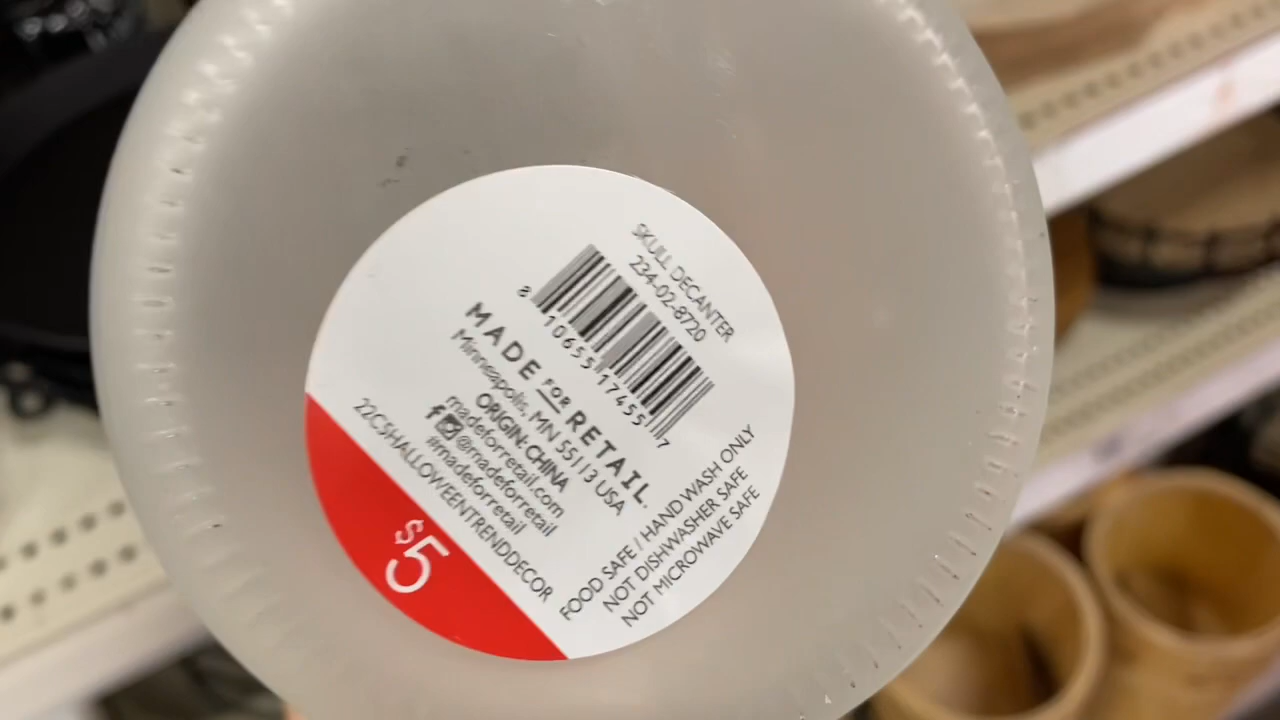 SKULL DECANTER
234-02-8720
8 10655 17455 7
MADE FOR RETAIL
Minneapolis, MN 55113 USA
ORIGIN: CHINA
madeforretail.com
@madeforretail
#madeforretail
22CSHALLOWEENTRENDDECOR
$5
FOOD SAFE / HAND WASH ONLY
NOT DISHWASHER SAFE
NOT MICROWAVE SAFE